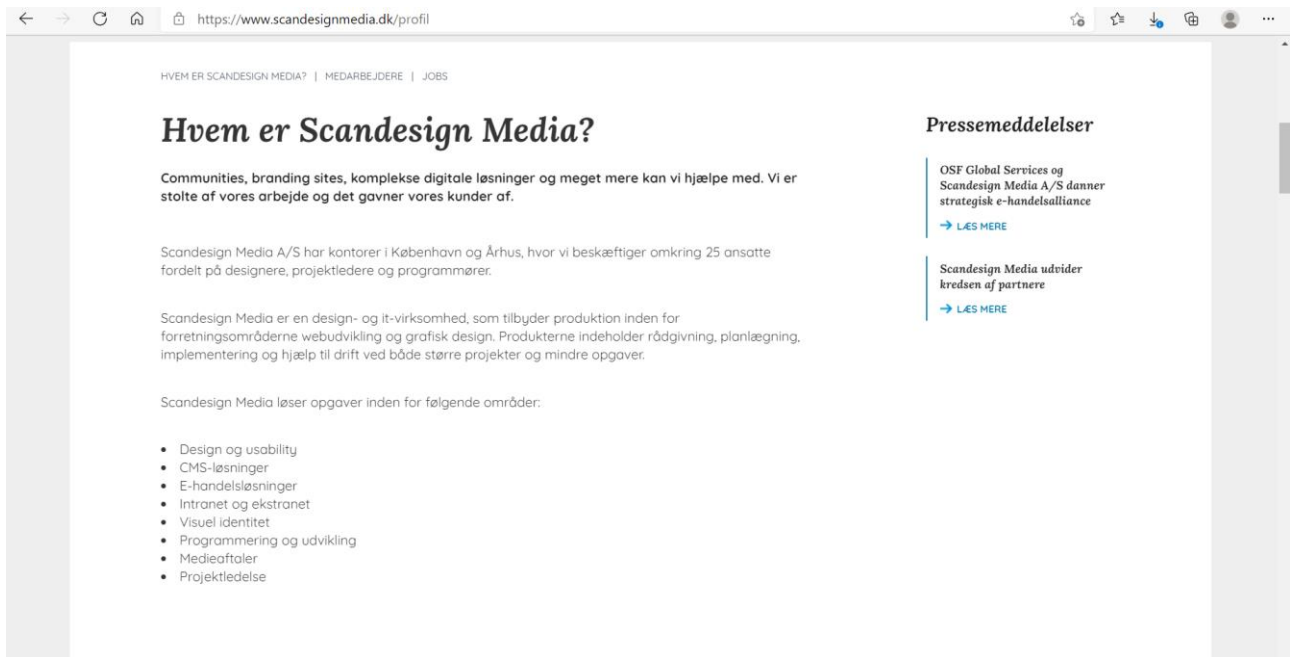 https://www.scandesignmedia.dk/profil
HVEM ER SCANDESIGN MEDIA? | MEDARBEJDERE | JOBS
Hvem er Scandesign Media?
Communities, branding sites, komplekse digitale løsninger og meget mere kan vi hjælpe med. Vi er
stolte af vores arbejde og det gavner vores kunder af.
Scandesign Media A/S har kontorer i København og Århus, hvor vi beskæftiger omkring 25 ansatte
fordelt på designere, projektledere og programmører.
Scandesign Media er en design- og it-virksomhed, som tilbyder produktion inden for
forretningsområderne webudvikling og grafisk design. Produkterne indeholder rådgivning, planlægning,
implementering og hjælp til drift ved både større projekter og mindre opgaver.
Scandesign Media løser opgaver inden for følgende områder:
• Design og usability
• CMS-løsninger
• E-handelsløsninger
• Intranet og ekstranet
• Visuel identitet
• Programmering og udvikling
• Medieaftaler
• Projektledelse
Pressemeddelelser
OSF Global Services og
Scandesign Media A/S danner
strategisk e-handelsalliance
→ LÆS MERE
Scandesign Media udvider
kredsen af partnere
→ LÆS MERE